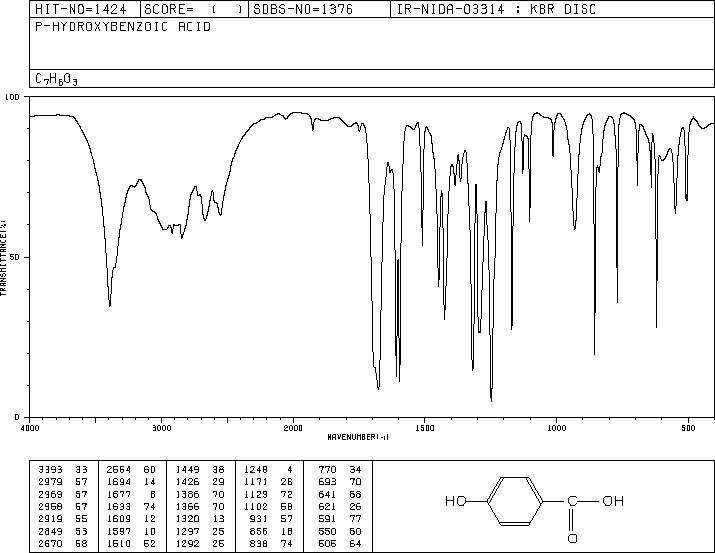 HIT-NO=1424 SCORE= ( ) SDBS-NO=1376 IR-NIDA-03314 : KBR DISC
P-HYDROXYBENZOIC ACID
C7H6O3
100
50
0
TRANSMITTANCE(%)
4000 3000 2000 1500 1000 500
WAVENUMBER(-1)
3393 33 2554 60 1449 38 1248 4 770 34
2979 57 1694 14 1426 29 1171 26 693 70
2969 57 1677 8 1386 70 1129 72 641 68
2958 57 1633 74 1366 70 1102 58 621 26
2919 55 1609 12 1320 13 931 57 591 77
2849 53 1597 10 1297 25 855 18 550 60
2670 58 1510 52 1292 25 838 74 506 64
HO C OH
O